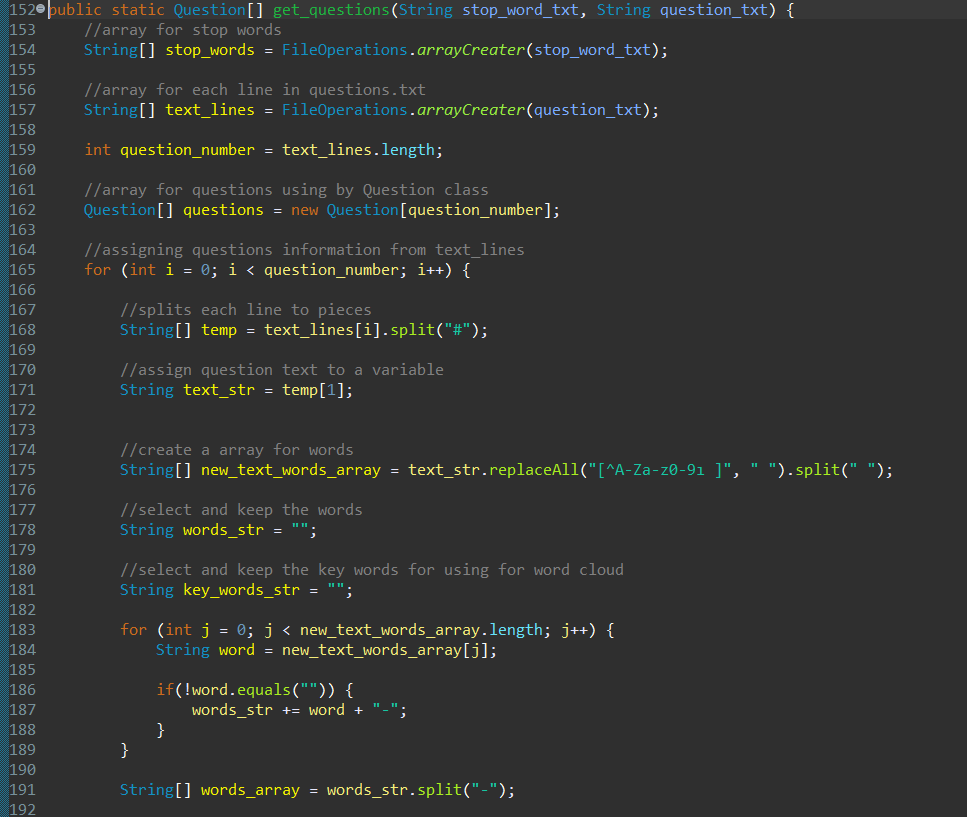 152 public static Question[] get_questions(String stop_word_txt, String question_txt) {
153 //array for stop words
154 String[] stop_words = FileOperations.arrayCreater(stop_word_txt);
155
156 //array for each line in questions.txt
157 String[] text_lines = FileOperations.arrayCreater(question_txt);
158
159 int question_number = text_lines.length;
160
161 //array for questions using by Question class
162 Question[] questions = new Question[question_number];
163
164 //assigning questions information from text_lines
165 for (int i = 0; i < question_number; i++) {
166
167 //splits each line to pieces
168 String[] temp = text_lines[i].split("#");
169
170 //assign question text to a variable
171 String text_str = temp[1];
172
173
174 //create a array for words
175 String[] new_text_words_array = text_str.replaceAll("[^A-Za-z0-9ı ]", " ").split(" ");
176
177 //select and keep the words
178 String words_str = "";
179
180 //select and keep the key words for using for word cloud
181 String key_words_str = "";
182
183 for (int j = 0; j < new_text_words_array.length; j++) {
184 String word = new_text_words_array[j];
185
186 if(!word.equals("")) {
187 words_str += word + "-";
188 }
189 }
190
191 String[] words_array = words_str.split("-");
192